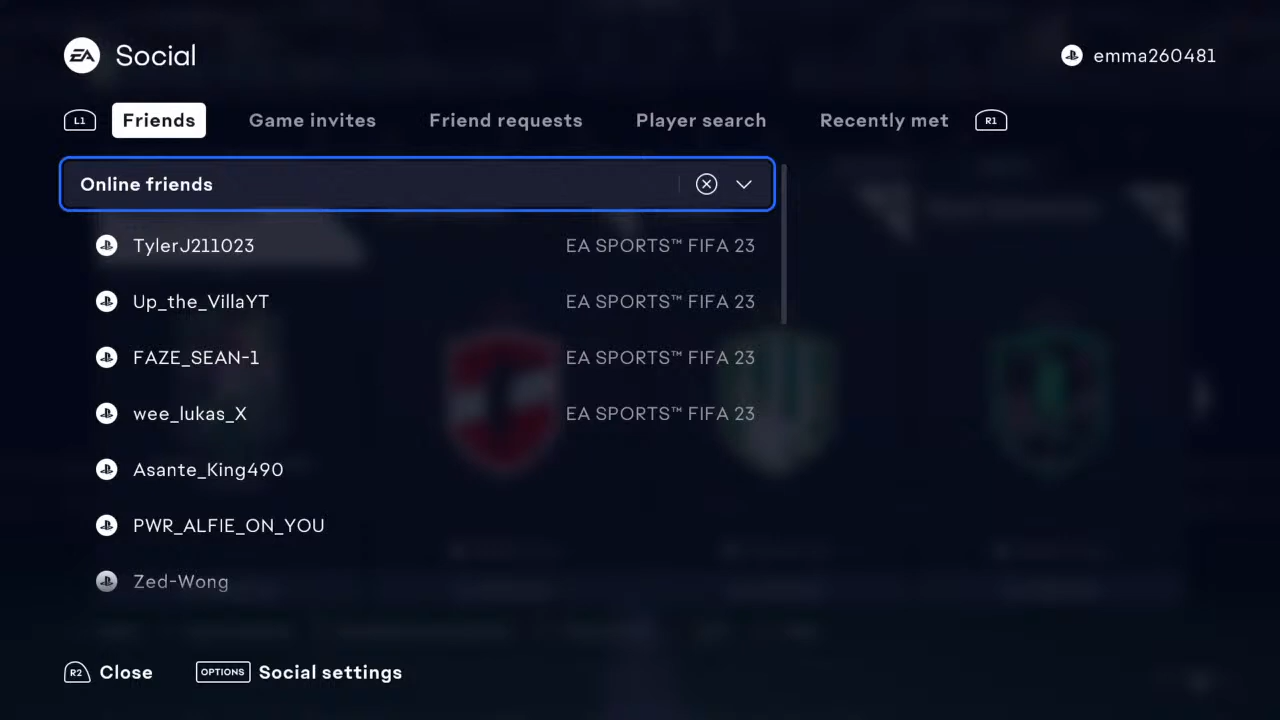 EA Social
emma260481
L1 Friends Game invites Friend requests Player search Recently met R1
Online friends
TylerJ211023 EA SPORTS™ FIFA 23
Up_the_VillaYT EA SPORTS™ FIFA 23
FAZE_SEAN-1 EA SPORTS™ FIFA 23
wee_lukas_X EA SPORTS™ FIFA 23
Asante_King490
PWR_ALFIE_ON_YOU
Zed-Wong
R2 Close OPTIONS Social settings